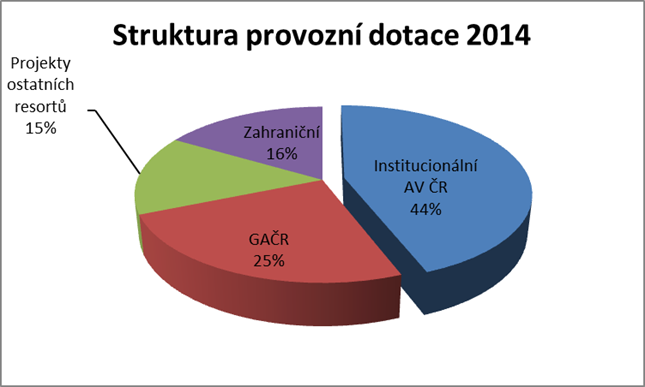 Struktura provozní dotace 2014
Projekty
ostatních
resortů
15%
Zahraniční
16%
Institucionální
AV ČR
44%
GAČR
25%